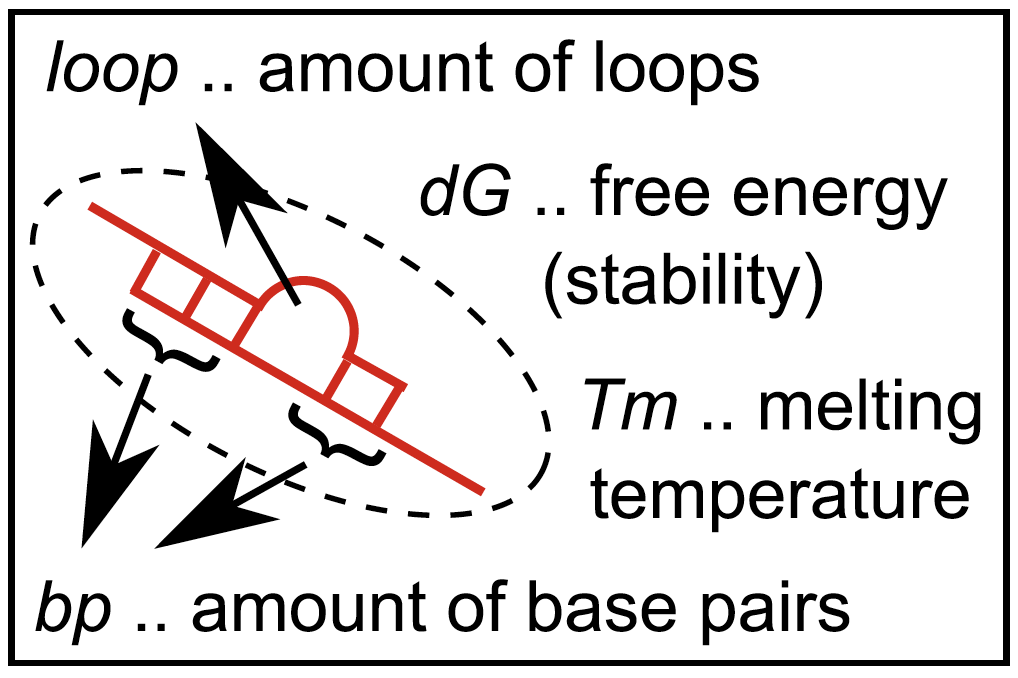 loop .. amount of loops
dG .. free energy
(stability)
Tm .. melting
temperature
bp .. amount of base pairs